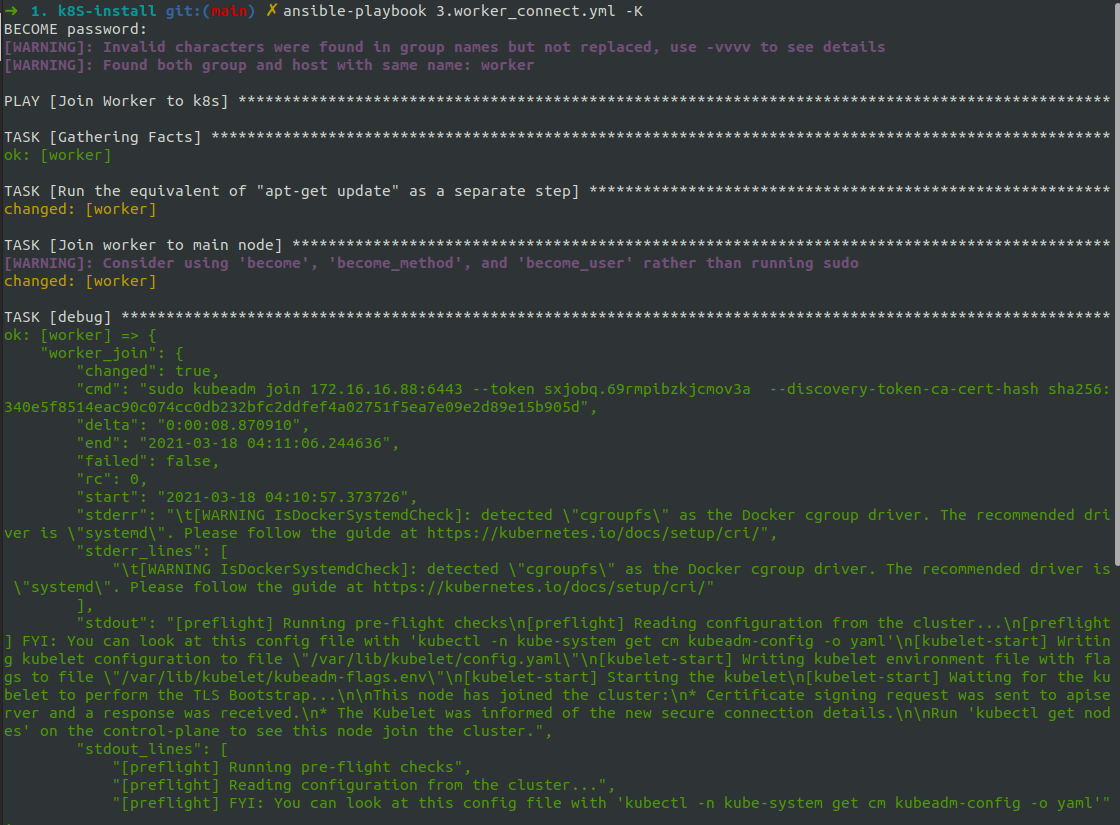 ➜ 1. k8S-install git:(main) ✗ ansible-playbook 3.worker_connect.yml -K
BECOME password:
[WARNING]: Invalid characters were found in group names but not replaced, use -vvvv to see details
[WARNING]: Found both group and host with same name: worker
PLAY [Join Worker to k8s] *************************************************************************************************
TASK [Gathering Facts] ****************************************************************************************************
ok: [worker]
TASK [Run the equivalent of "apt-get update" as a separate step] **********************************************************
changed: [worker]
TASK [Join worker to main node] *******************************************************************************************
[WARNING]: Consider using 'become', 'become_method', and 'become_user' rather than running sudo
changed: [worker]
TASK [debug] **************************************************************************************************************
ok: [worker] => {
    "worker_join": {
        "changed": true,
        "cmd": "sudo kubeadm join 172.16.16.88:6443 --token sxjobq.69rmpibzkjcmov3a  --discovery-token-ca-cert-hash sha256:
340e5f8514eac90c074cc0db232bfc2ddfef4a02751f5ea7e09e2d89e15b905d",
        "delta": "0:00:08.870910",
        "end": "2021-03-18 04:11:06.244636",
        "failed": false,
        "rc": 0,
        "start": "2021-03-18 04:10:57.373726",
        "stderr": "\t[WARNING IsDockerSystemdCheck]: detected \"cgroupfs\" as the Docker cgroup driver. The recommended dri
ver is \"systemd\". Please follow the guide at https://kubernetes.io/docs/setup/cri/",
        "stderr_lines": [
            "\t[WARNING IsDockerSystemdCheck]: detected \"cgroupfs\" as the Docker cgroup driver. The recommended driver is
 \"systemd\". Please follow the guide at https://kubernetes.io/docs/setup/cri/"
        ],
        "stdout": "[preflight] Running pre-flight checks\n[preflight] Reading configuration from the cluster...\n[preflight
] FYI: You can look at this config file with 'kubectl -n kube-system get cm kubeadm-config -o yaml'\n[kubelet-start] Writin
g kubelet configuration to file \"/var/lib/kubelet/config.yaml\"\n[kubelet-start] Writing kubelet environment file with fla
gs to file \"/var/lib/kubelet/kubeadm-flags.env\"\n[kubelet-start] Starting the kubelet\n[kubelet-start] Waiting for the ku
belet to perform the TLS Bootstrap...\n\nThis node has joined the cluster:\n* Certificate signing request was sent to apise
rver and a response was received.\n* The Kubelet was informed of the new secure connection details.\n\nRun 'kubectl get nod
es' on the control-plane to see this node join the cluster.",
        "stdout_lines": [
            "[preflight] Running pre-flight checks",
            "[preflight] Reading configuration from the cluster...",
            "[preflight] FYI: You can look at this config file with 'kubectl -n kube-system get cm kubeadm-config -o yaml'"